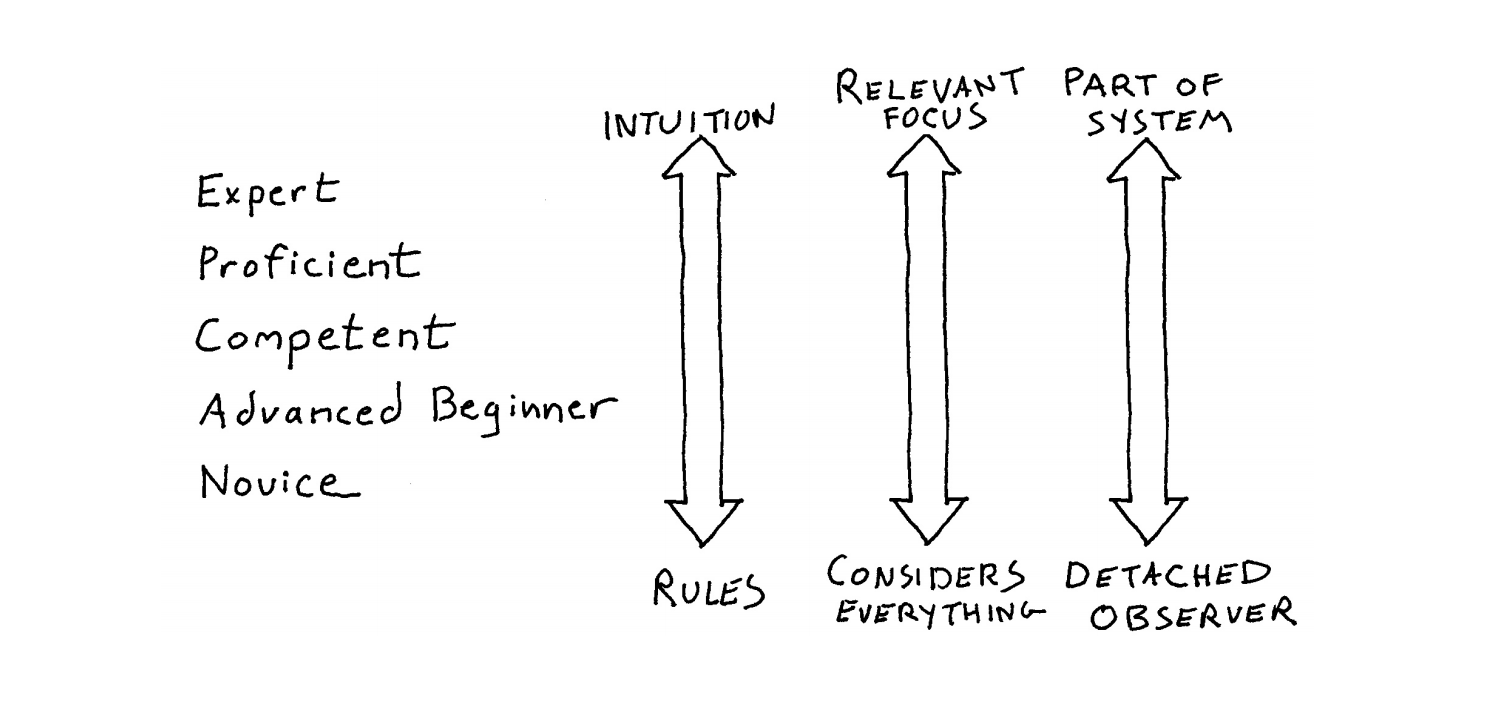 INTUITION
RELEVANT
FOCUS
PART OF
SYSTEM
Expert
Proficient
Competent
Advanced Beginner
Novice
RULES
CONSIDERS
EVERYTHING
DETACHED
OBSERVER